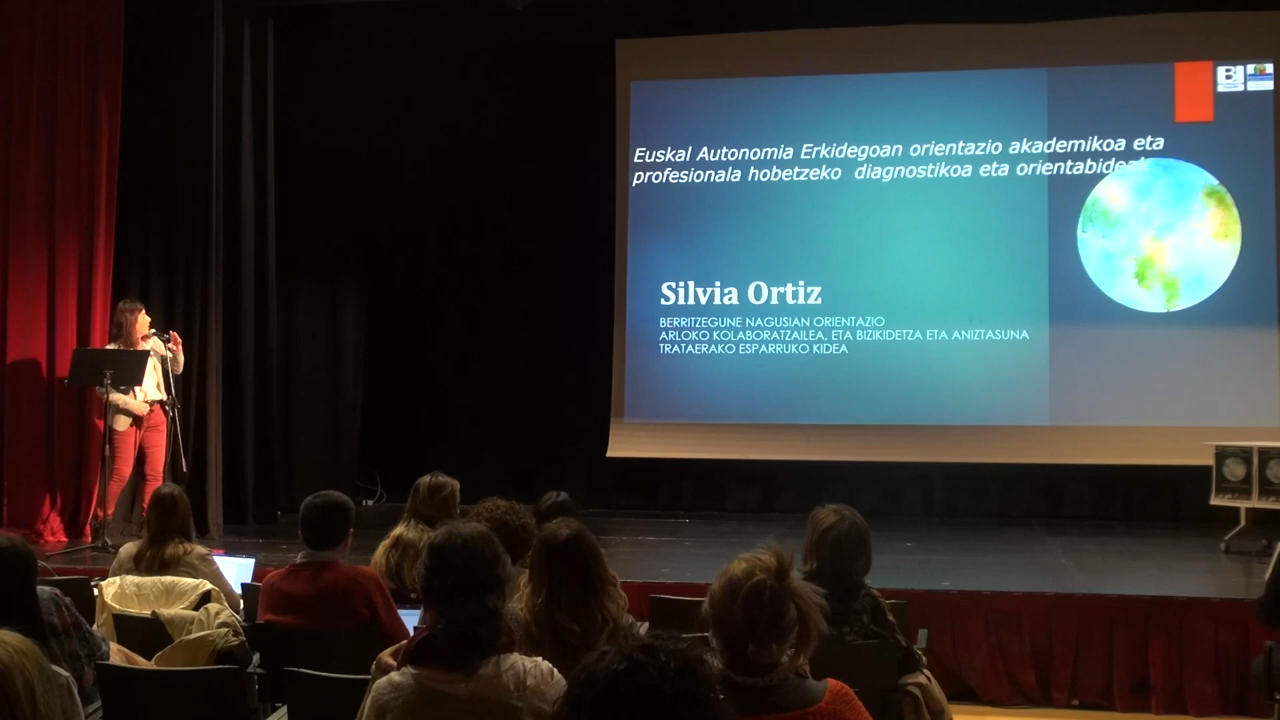 Euskal Autonomia Erkidegoan orientazio akademikoa eta
profesionala hobetzeko diagnostikoa eta orientabideak
Silvia Ortiz
BERRITZEGUNE NAGUSIAN ORIENTAZIO
ARLOKO KOLABORATZAILEA, ETA BIZIKIDETZA ETA ANIZTASUNA
TRATAERAKO ESPARRUKO KIDEA